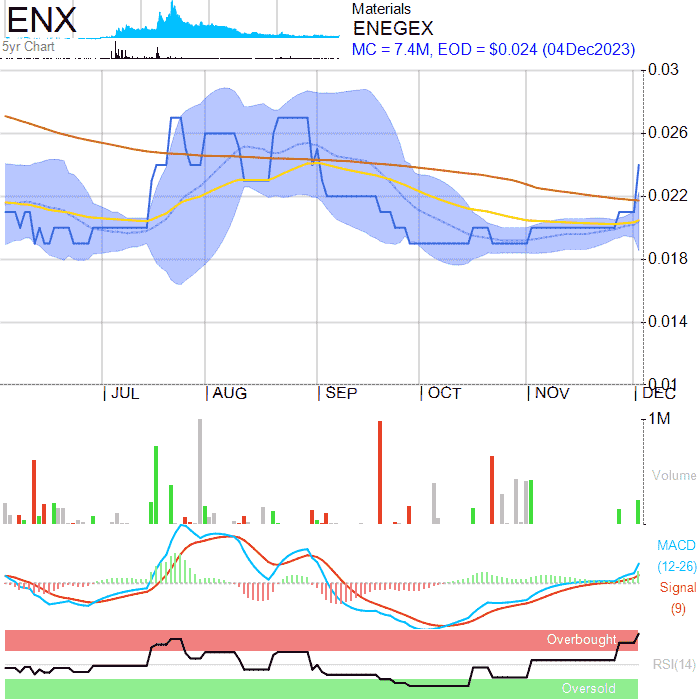 ENX
5yr Chart
Materials
ENEGEX
MC = 7.4M, EOD = $0.024 (04Dec2023)
0.03
0.026
0.022
0.018
0.014
0.01
JUL AUG SEP OCT NOV DEC
1M
Volume
MACD
(12-26)
Signal
(9)
Overbought
RSI(14)
Oversold